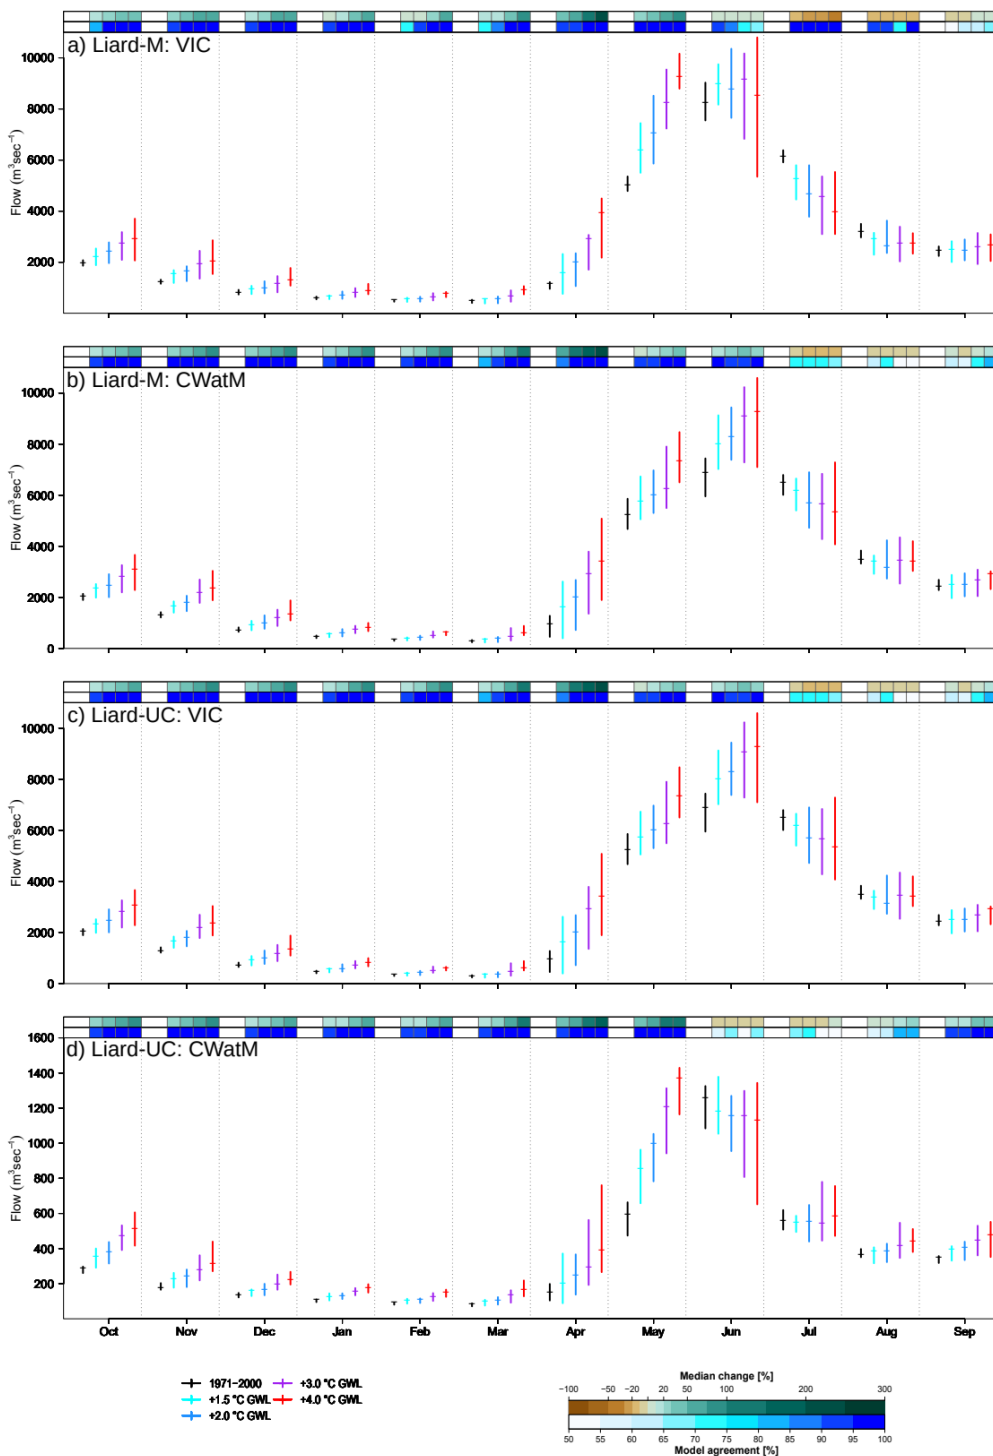 a) Liard-M: VIC
10000
8000
6000
4000
2000
Flow (m³sec⁻¹)
b) Liard-M: CWatM
10000
8000
6000
4000
2000
0
Flow (m³sec⁻¹)
c) Liard-UC: VIC
10000
8000
6000
4000
2000
0
Flow (m³sec⁻¹)
d) Liard-UC: CWatM
1600
1400
1200
1000
800
600
400
200
Flow (m³sec⁻¹)
Oct Nov Dec Jan Feb Mar Apr May Jun Jul Aug Sep
1971−2000
+1.5 °C GWL
+2.0 °C GWL
+3.0 °C GWL
+4.0 °C GWL
Median change [%]
−100 −50 −20 20 50 100 200 300
50 55 60 65 70 75 80 85 90 95 100
Model agreement [%]